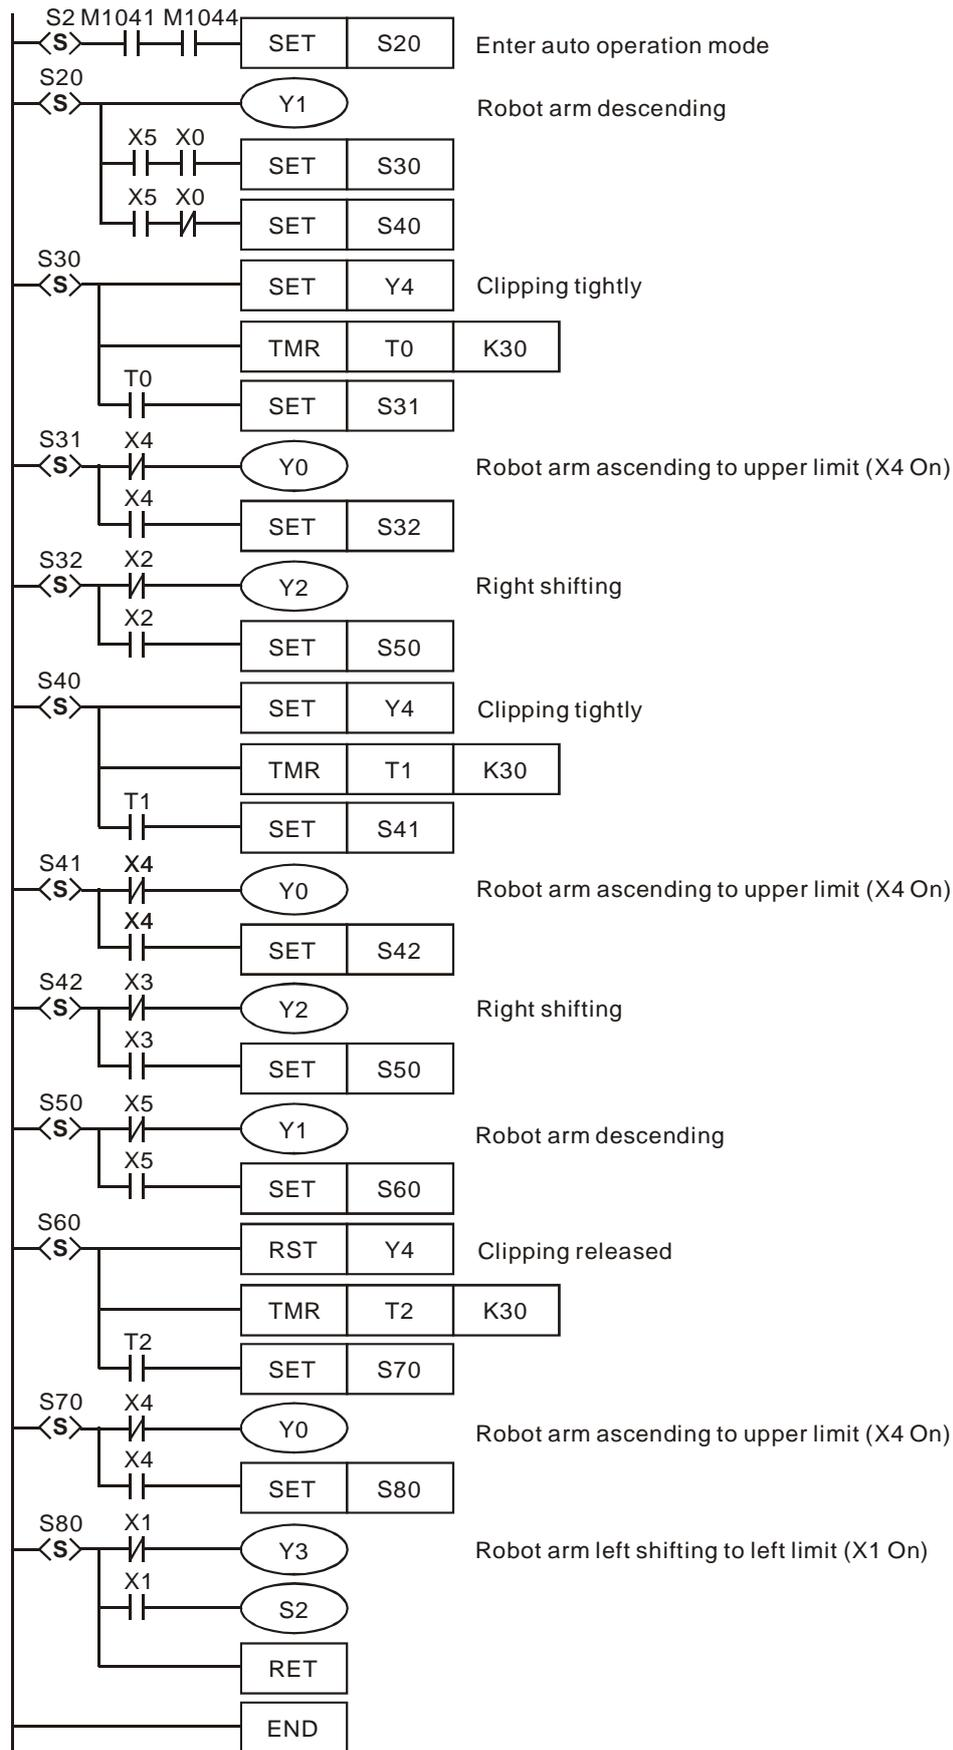 S2 M1041 M1044
S SET S20 Enter auto operation mode
S20
S Y1 Robot arm descending
X5 X0
SET S30
X5 X0
SET S40
S30
S SET Y4 Clipping tightly
TMR T0 K30
T0
SET S31
S31 X4
S Y0 Robot arm ascending to upper limit (X4 On)
X4
SET S32
S32 X2
S Y2 Right shifting
X2
SET S50
S40
S SET Y4 Clipping tightly
TMR T1 K30
T1
SET S41
S41 X4
S Y0 Robot arm ascending to upper limit (X4 On)
X4
SET S42
S42 X3
S Y2 Right shifting
X3
SET S50
S50 X5
S Y1 Robot arm descending
X5
SET S60
S60
S RST Y4 Clipping released
TMR T2 K30
T2
SET S70
S70 X4
S Y0 Robot arm ascending to upper limit (X4 On)
X4
SET S80
S80 X1
S Y3 Robot arm left shifting to left limit (X1 On)
X1
S2
RET
END